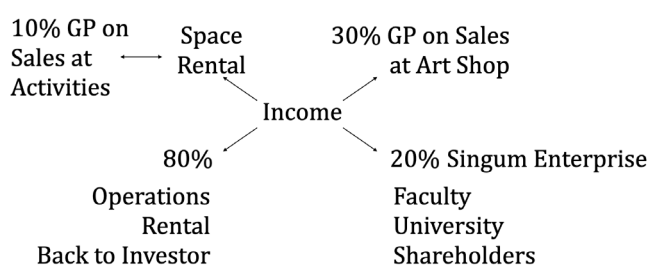 10% GP on
Sales at
Activities
Space
Rental
30% GP on Sales
at Art Shop
Income
80%
Operations
Rental
Back to Investor
20% Singum Enterprise
Faculty
University
Shareholders